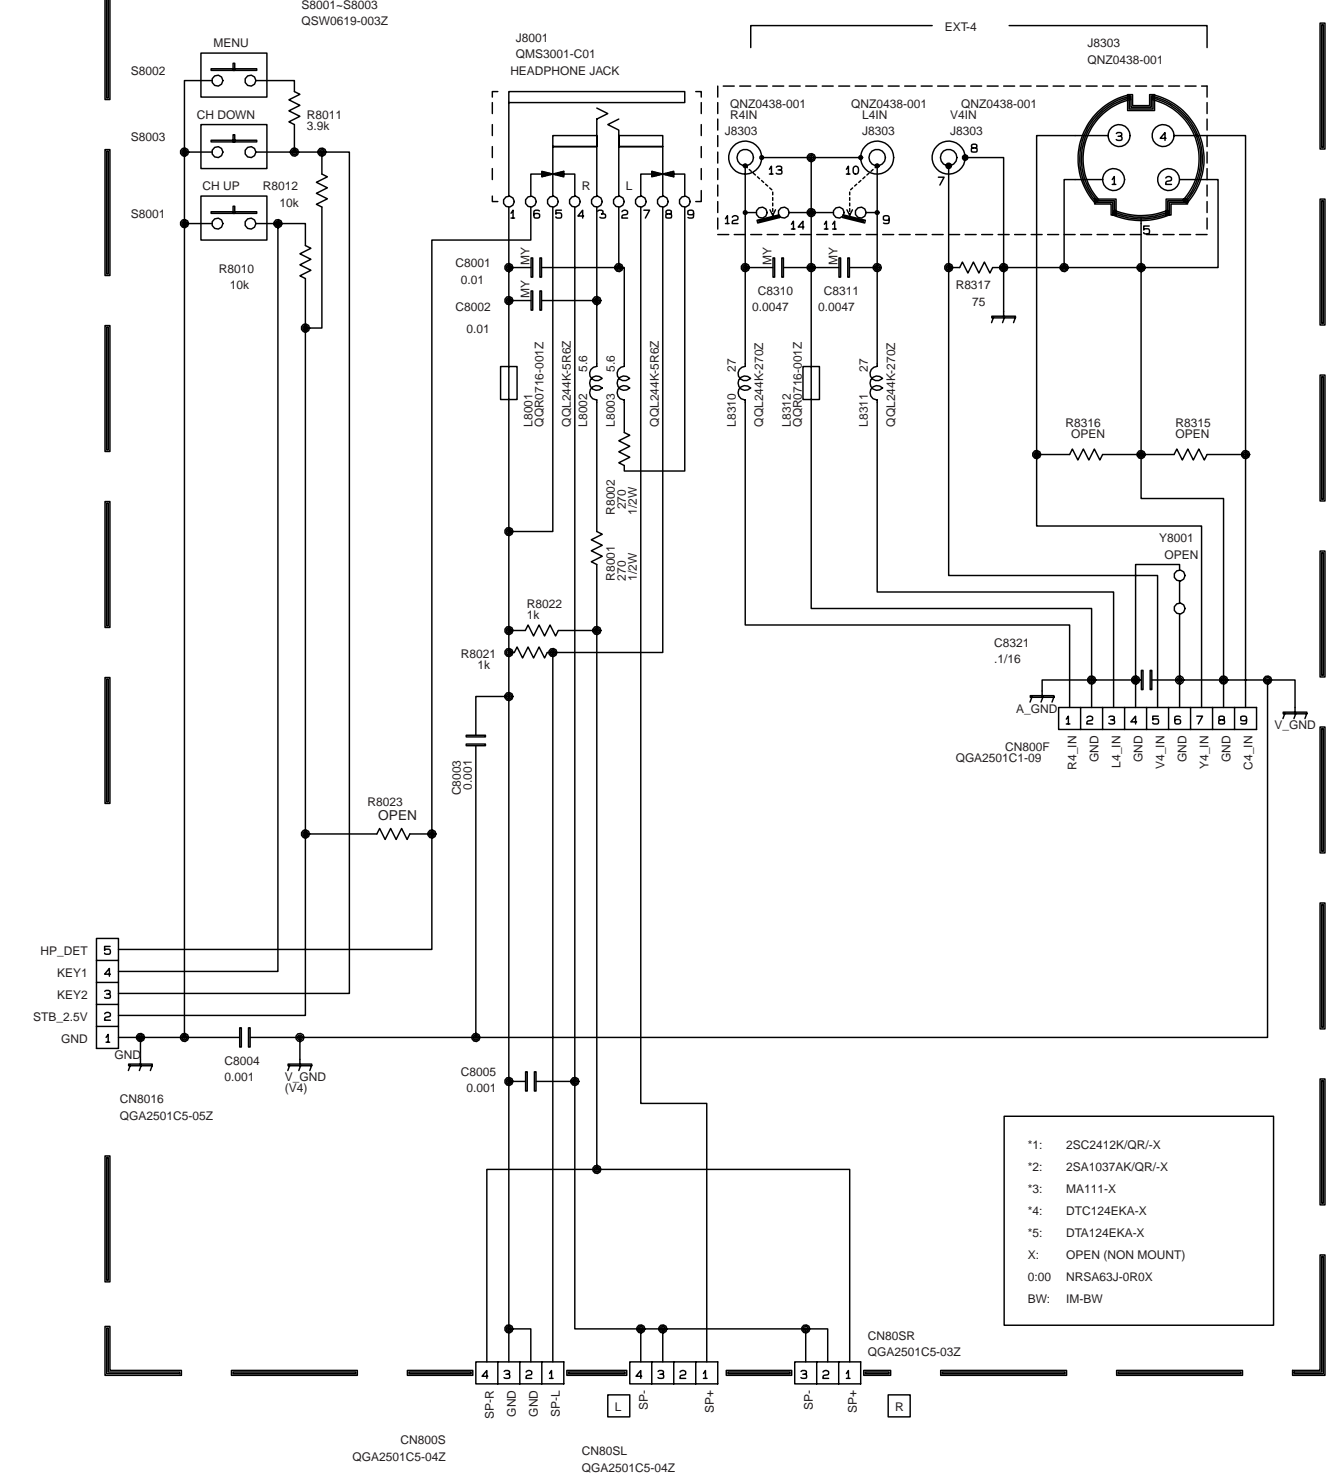 S8001~S8003
QSW0619-003Z
MENU
S8002
R8011
3.9k
CH DOWN
S8003
CH UP
R8012
10k
S8001
R8010
10k
J8001
QMS3001-C01
HEADPHONE JACK
R
L
1
6
5
4
3
2
7
8
9
EXT-4
J8303
QNZ0438-001
QNZ0438-001
R4IN
J8303
QNZ0438-001
L4IN
J8303
QNZ0438-001
V4IN
J8303
13
10
8
7
12
14
11
9
3
4
1
2
5
C8001
0.01
MY
C8002
0.01
MY
MY
C8310
0.0047
MY
C8311
0.0047
R8317
75
L8001
QQR0716-001Z
QQL244K-5R6Z
L8002
5.6
L8003
5.6
QQL244K-5R6Z
L8310
27
QQL244K-270Z
L8312
QQR0716-001Z
L8311
27
QQL244K-270Z
R8316
OPEN
R8315
OPEN
R8002
270
1/2W
R8001
270
1/2W
Y8001
OPEN
R8022
1k
R8021
1k
C8321
.1/16
A_GND
V_GND
1
2
3
4
5
6
7
8
9
CN800F
QGA2501C1-09
R4_IN
GND
L4_IN
GND
V4_IN
GND
Y4_IN
GND
C4_IN
C8003
0.001
R8023
OPEN
HP_DET 5
KEY1 4
KEY2 3
STB_2.5V 2
GND 1
GND
C8004
0.001
V_GND
(V4)
CN8016
QGA2501C5-05Z
C8005
0.001
*1: 2SC2412K/QR/-X
*2: 2SA1037AK/QR/-X
*3: MA111-X
*4: DTC124EKA-X
*5: DTA124EKA-X
X: OPEN (NON MOUNT)
0:00 NRSA63J-0R0X
BW: IM-BW
CN80SR
QGA2501C5-03Z
4
3
2
1
4
3
2
1
3
2
1
SP-R
GND
GND
SP-L
L
SP-
SP+
SP-
SP+
R
CN800S
QGA2501C5-04Z
CN80SL
QGA2501C5-04Z